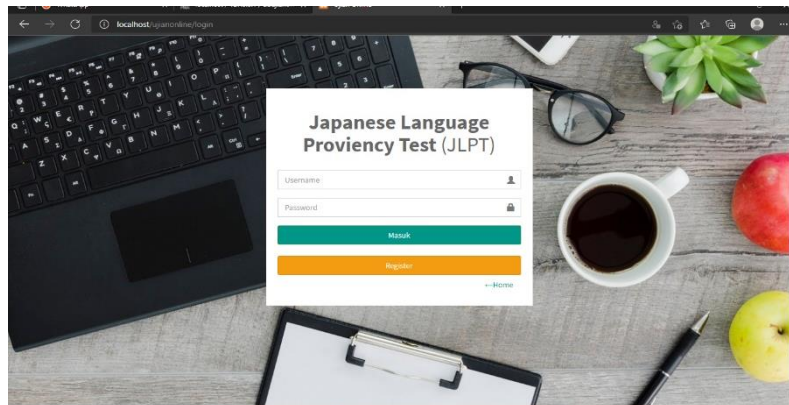 localhost/ujianonline/login
Japanese Language
Proviency Test (JLPT)
Username
Password
Masuk
Register
←Home